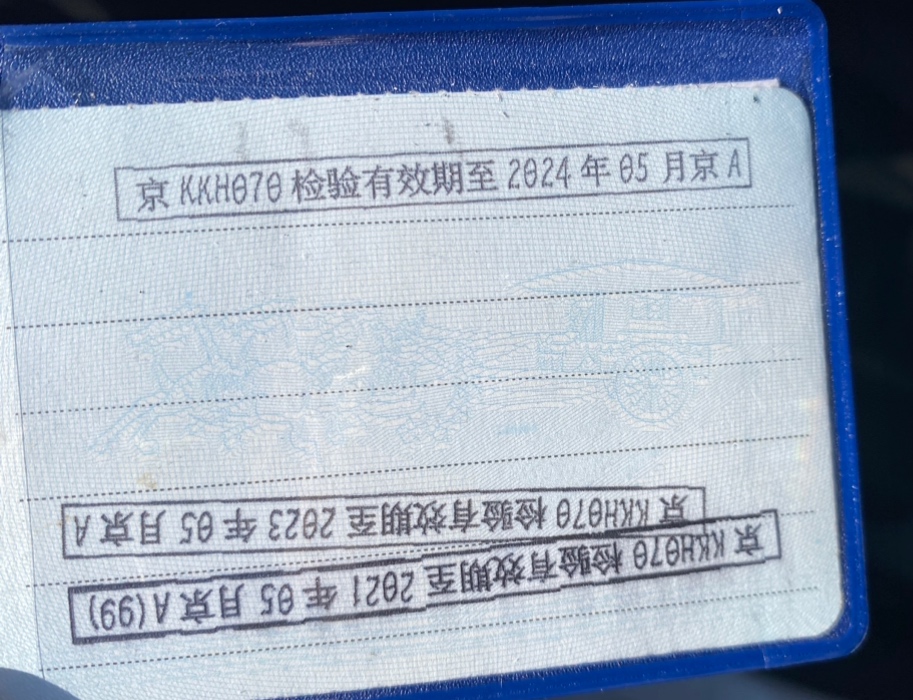 京 KKH070 检验有效期至 2024 年 05 月京 A
京 KKH070 检验有效期至 2023 年 05 月京 A
京 KKH070 检验有效期至 2021 年 05 月京 A(99)